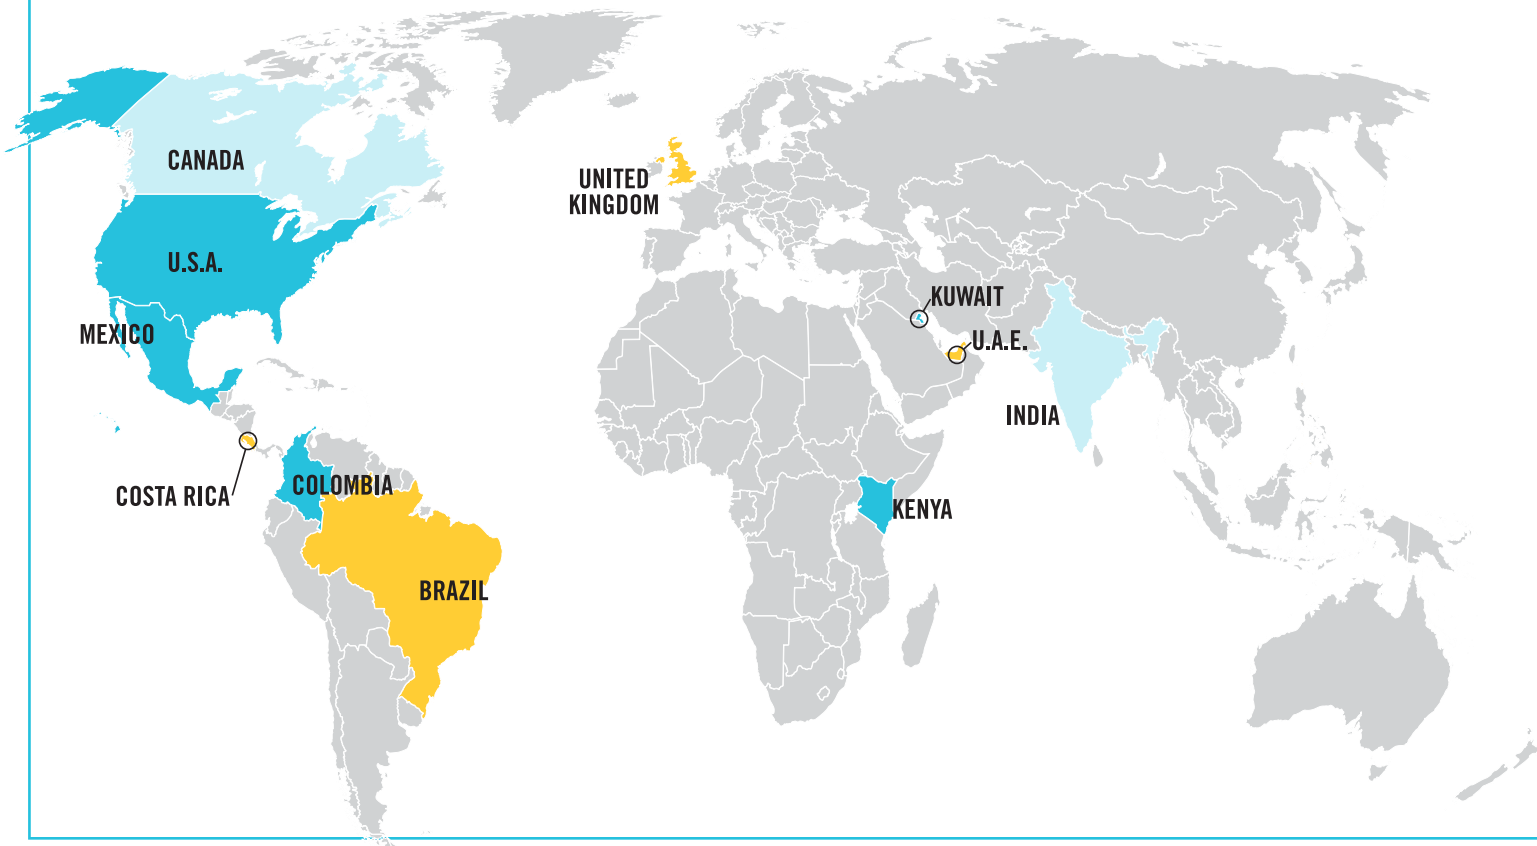 CANADA
UNITED
KINGDOM
U.S.A.
KUWAIT
MEXICO
U.A.E.
INDIA
COSTA RICA
COLOMBIA
KENYA
BRAZIL